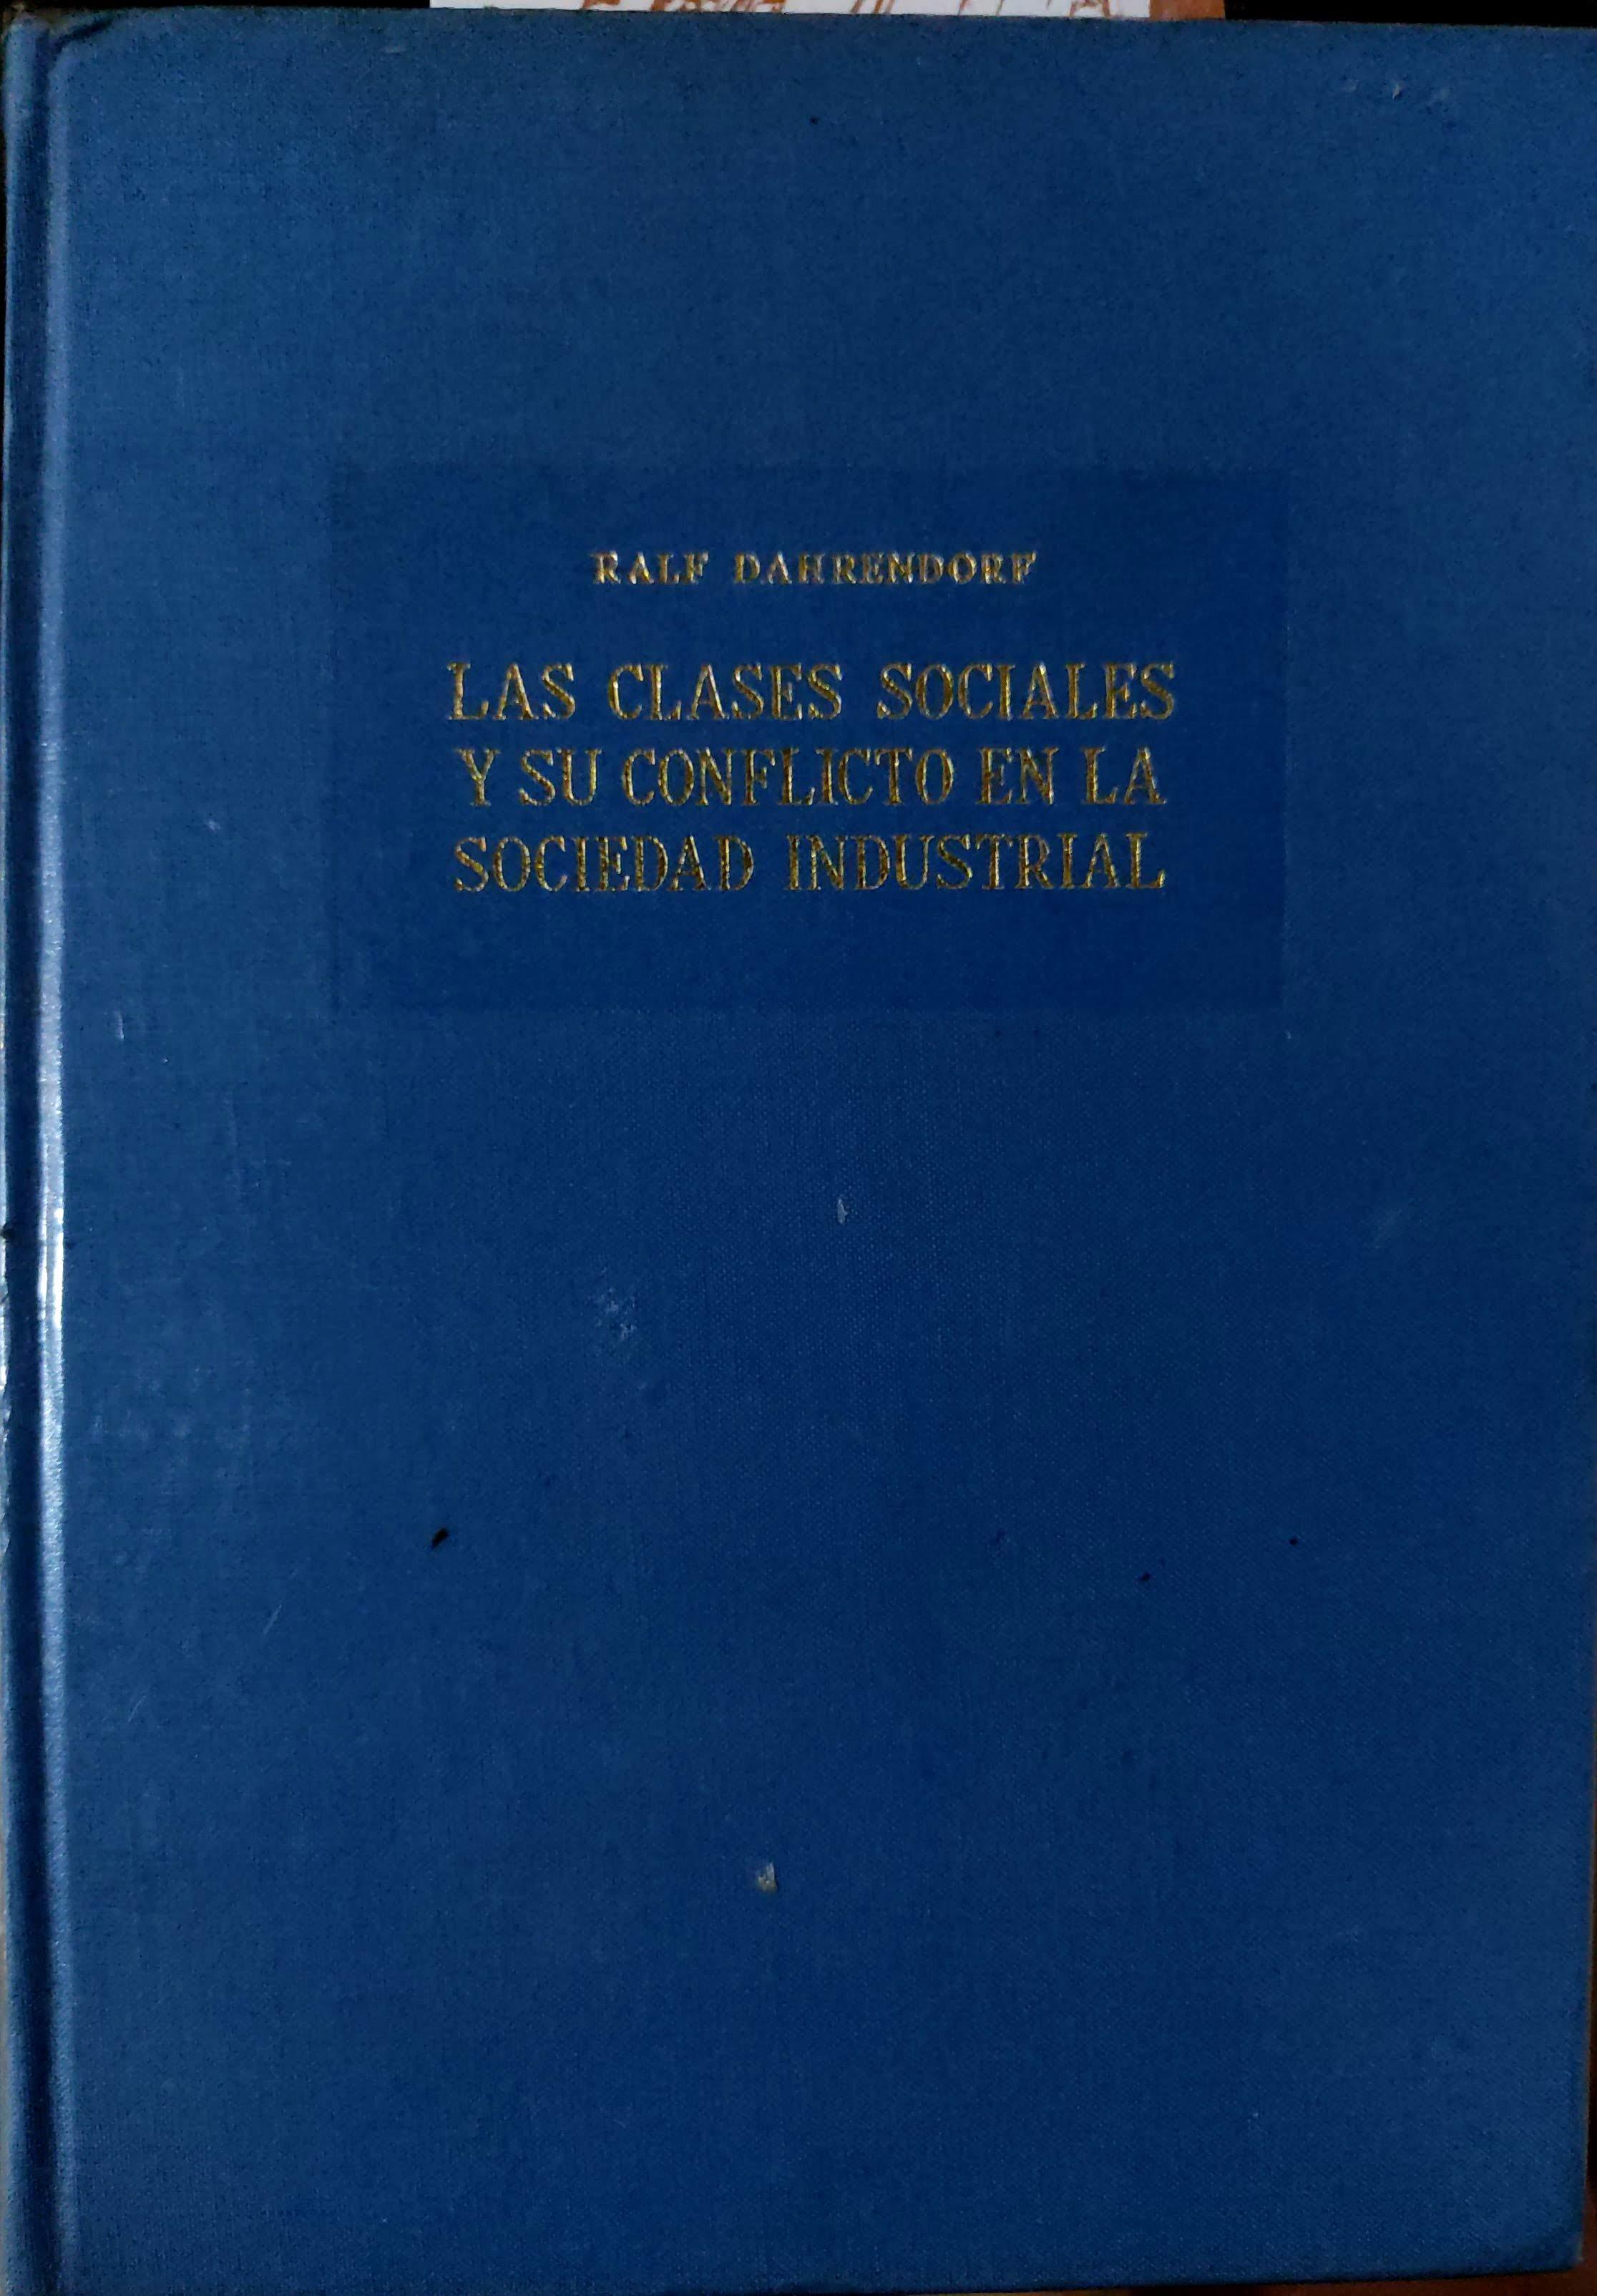 RALF DAHRENDORF
LAS CLASES SOCIALES
Y SU CONFLICTO EN LA
SOCIEDAD INDUSTRIAL